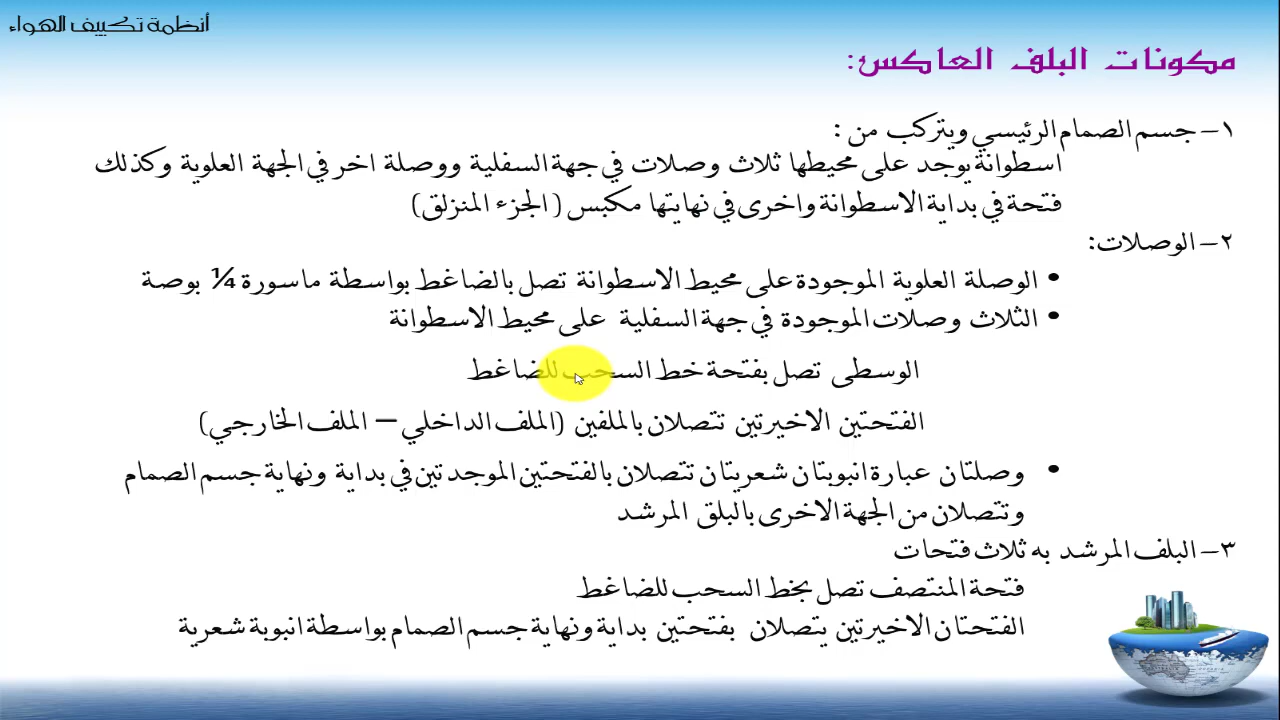 أنظمة تكييف الهواء
مكونات البلف العاكس:
١– جسم الصمام الرئيسي ويتركب من :
اسطوانة يوجد على محيطها ثلاث وصلات في جهة السفلية ووصلة اخر في الجهة العلوية وكذلك
فتحة في بداية الاسطوانة واخرى في نهايتها مكبس ( الجزء المنزلق)
٢– الوصلات:
• الوصلة العلوية الموجودة على محيط الاسطوانة تصل بالضاغط بواسطة ماسورة ¼ بوصة
• الثلاث وصلات الموجودة في جهة السفلية على محيط الاسطوانة
الوسطى تصل بفتحة خط السحب للضاغط
الفتحتين الاخيرتين تتصلان بالملفين (الملف الداخلي – الملف الخارجي)
• وصلتان عبارة انبوبتان شعريتان تتصلان بالفتحتين الموجدتين في بداية ونهاية جسم الصمام
وتتصلان من الجهة الاخرى بالبلق المرشد
٣– البلف المرشد به ثلاث فتحات
فتحة المنتصف تصل بخط السحب للضاغط
الفتحتان الاخيرتين يتصلان بفتحتين بداية ونهاية جسم الصمام بواسطة انبوبة شعرية